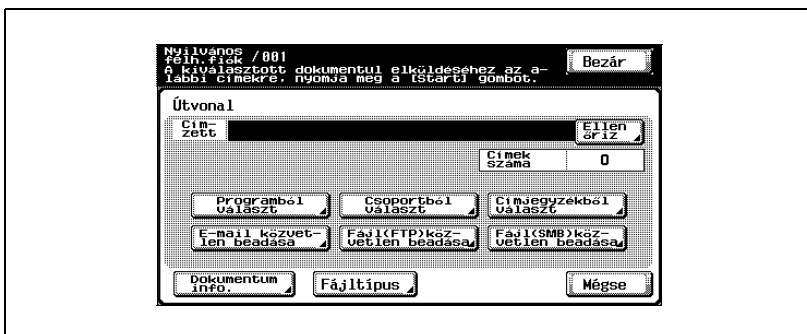 Nyilvános
felh.fiók /001
A kiválasztott dokumentul elküldéséhez az a-
lábbi címekre, nyomja meg a [Start] gombot.
Bezár
Útvonal
Cím-
zett
Ellen
őriz
Címek
száma
0
Programból
választ
Csoportból
választ
Címjegyzékből
választ
E-mail közvet-
len beadása
Fájl(FTP)köz-
vetlen beadása
Fájl(SMB)köz-
vetlen beadása
Dokumentum
info.
Fájltípus
Mégse